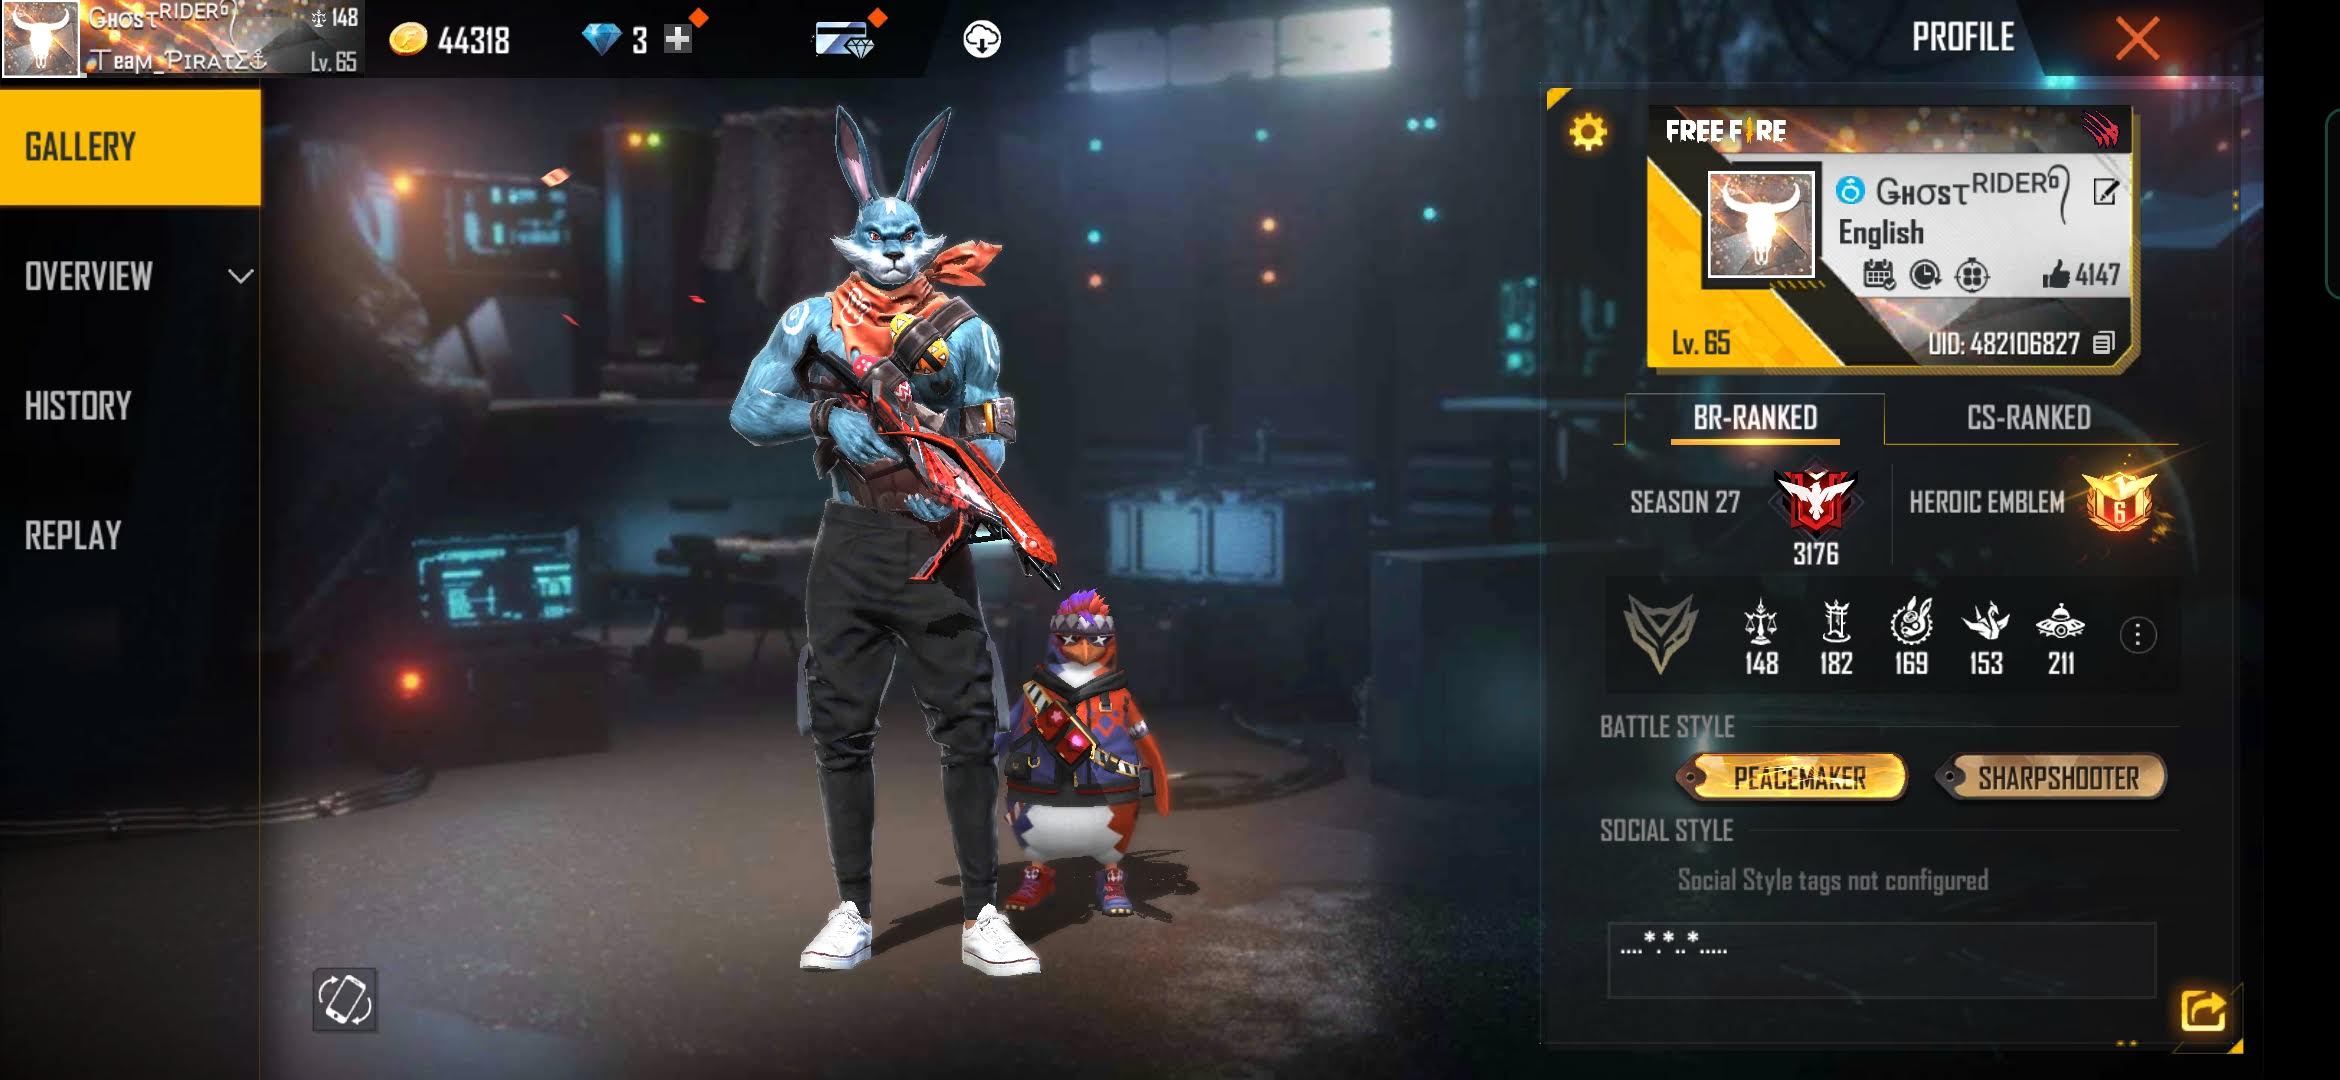 GHOSTRIDER
148
TEAM_PIRATΣ⚓
Lv. 65
44318
3
PROFILE
GALLERY
OVERVIEW
HISTORY
REPLAY
FREE FIRE
GHOSTRIDER
English
4147
Lv. 65
UID: 482106827
BR-RANKED
CS-RANKED
SEASON 27
3176
HEROIC EMBLEM
6
148
182
169
153
211
BATTLE STYLE
PEACEMAKER
SHARPSHOOTER
SOCIAL STYLE
Social Style tags not configured
....*.*..*.....